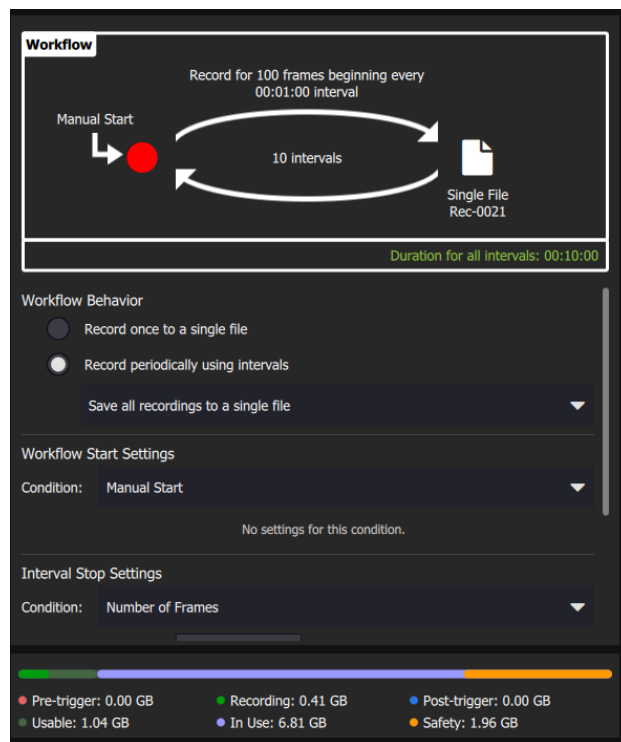 Workflow
Record for 100 frames beginning every
00:01:00 interval
Manual Start
10 intervals
Single File
Rec-0021
Duration for all intervals: 00:10:00
Workflow Behavior
Record once to a single file
Record periodically using intervals
Save all recordings to a single file
Workflow Start Settings
Condition: Manual Start
No settings for this condition.
Interval Stop Settings
Condition: Number of Frames
Pre-trigger: 0.00 GB Recording: 0.41 GB Post-trigger: 0.00 GB
Usable: 1.04 GB In Use: 6.81 GB Safety: 1.96 GB